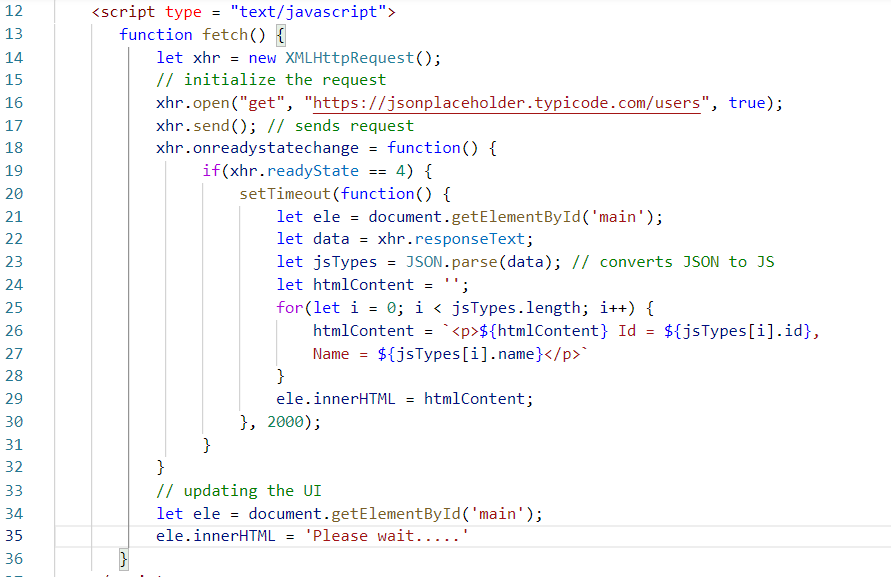 12 <script type = "text/javascript">
13 function fetch() {
14 let xhr = new XMLHttpRequest();
15 // initialize the request
16 xhr.open("get", "https://jsonplaceholder.typicode.com/users", true);
17 xhr.send(); // sends request
18 xhr.onreadystatechange = function() {
19 if(xhr.readyState == 4) {
20 setTimeout(function() {
21 let ele = document.getElementById('main');
22 let data = xhr.responseText;
23 let jsTypes = JSON.parse(data); // converts JSON to JS
24 let htmlContent = '';
25 for(let i = 0; i < jsTypes.length; i++) {
26 htmlContent = `<p>${htmlContent} Id = ${jsTypes[i].id},
27 Name = ${jsTypes[i].name}</p>`
28 }
29 ele.innerHTML = htmlContent;
30 }, 2000);
31 }
32 }
33 // updating the UI
34 let ele = document.getElementById('main');
35 ele.innerHTML = 'Please wait.....'
36 }